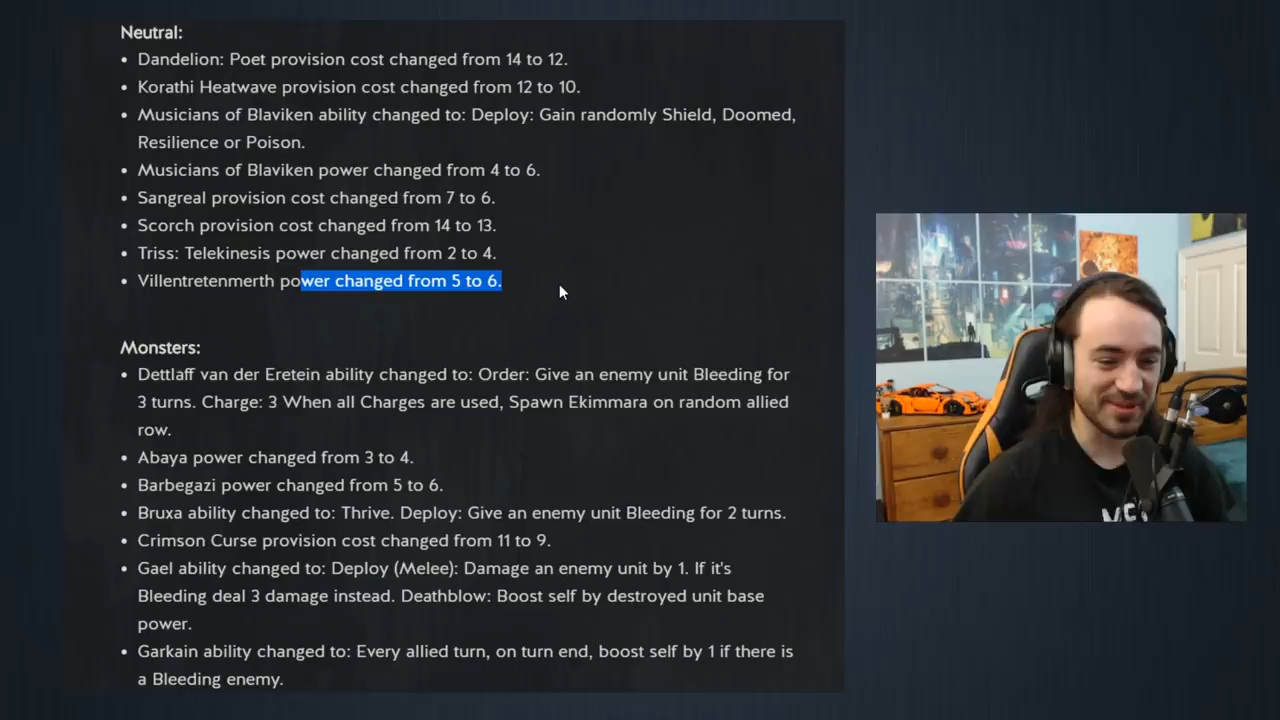 Neutral:
• Dandelion: Poet provision cost changed from 14 to 12.
• Korathi Heatwave provision cost changed from 12 to 10.
• Musicians of Blaviken ability changed to: Deploy: Gain randomly Shield, Doomed,
Resilience or Poison.
• Musicians of Blaviken power changed from 4 to 6.
• Sangreal provision cost changed from 7 to 6.
• Scorch provision cost changed from 14 to 13.
• Triss: Telekinesis power changed from 2 to 4.
• Villentretenmerth power changed from 5 to 6.
Monsters:
• Dettlaff van der Eretein ability changed to: Order: Give an enemy unit Bleeding for
3 turns. Charge: 3 When all Charges are used, Spawn Ekimmara on random allied
row.
• Abaya power changed from 3 to 4.
• Barbegazi power changed from 5 to 6.
• Bruxa ability changed to: Thrive. Deploy: Give an enemy unit Bleeding for 2 turns.
• Crimson Curse provision cost changed from 11 to 9.
• Gael ability changed to: Deploy (Melee): Damage an enemy unit by 1. If it's
Bleeding deal 3 damage instead. Deathblow: Boost self by destroyed unit base
power.
• Garkain ability changed to: Every allied turn, on turn end, boost self by 1 if there is
a Bleeding enemy.